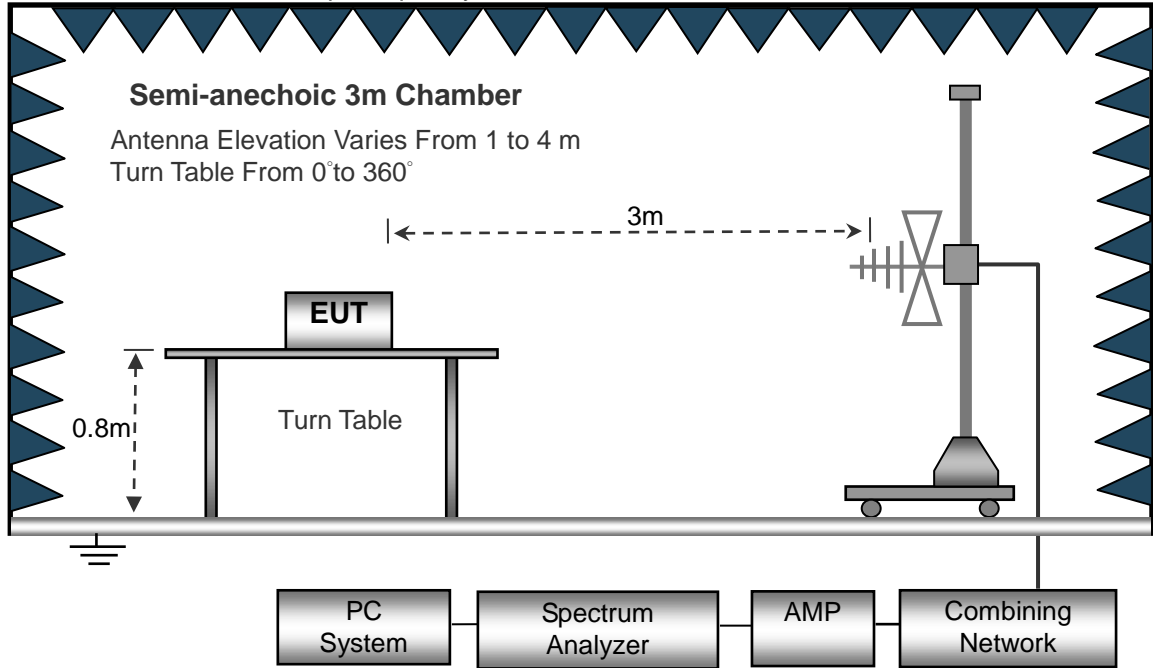 Semi-anechoic 3m Chamber
Antenna Elevation Varies From 1 to 4 m
Turn Table From 0°to 360°
3m
EUT
0.8m
Turn Table
PC
System
Spectrum
Analyzer
AMP
Combining
Network